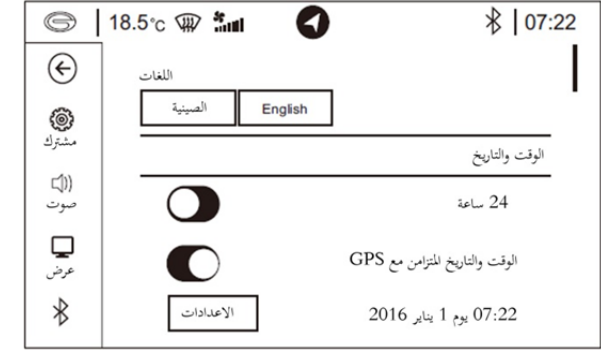 18.5°c 07:22
اللغات
الصينية English
مشترك
الوقت والتاريخ
صوت
24 ساعة
عرض
الوقت والتاريخ المتزامن مع GPS
07:22 يوم 1 يناير 2016
الاعدادات